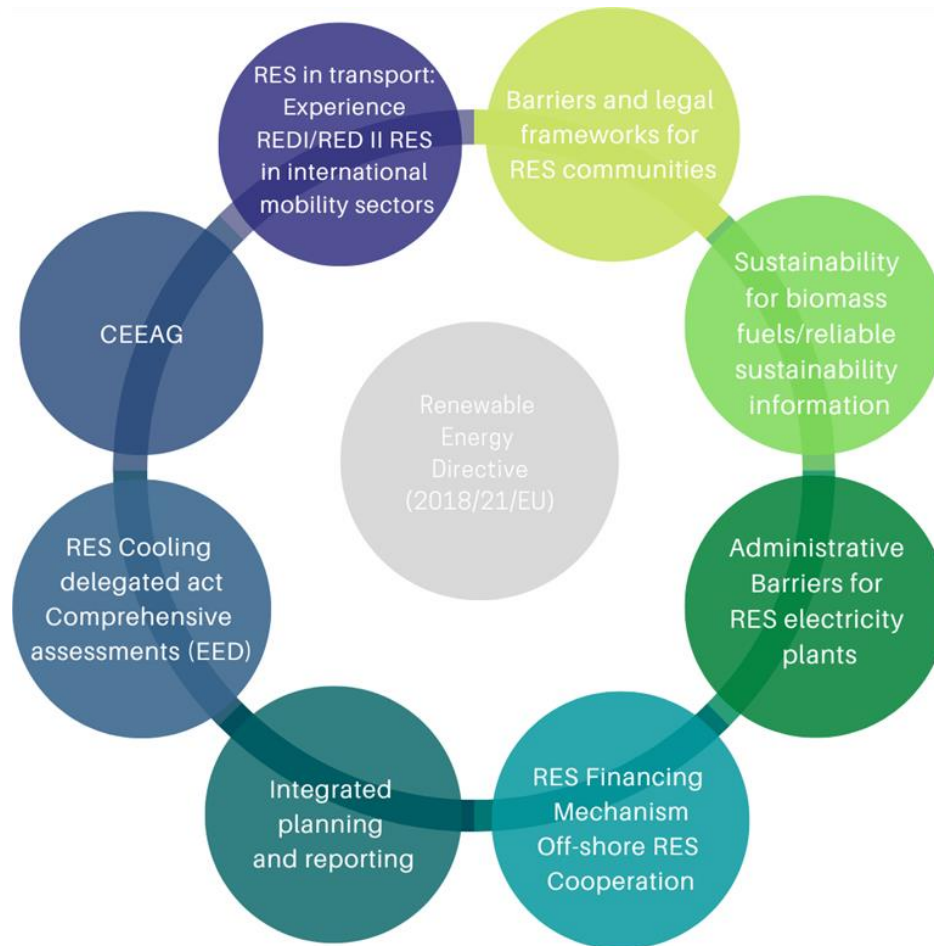 RES in transport:
Experience
REDI/RED II RES
in international
mobility sectors
Barriers and legal
frameworks for
RES communities
Sustainability
for biomass
fuels/reliable
sustainability
information
Administrative
Barriers for
RES electricity
plants
RES Financing
Mechanism
Off-shore RES
Cooperation
Integrated
planning
and reporting
RES Cooling
delegated act
Comprehensive
assessments (EED)
CEEAG
Renewable
Energy
Directive
(2018/21/EU)